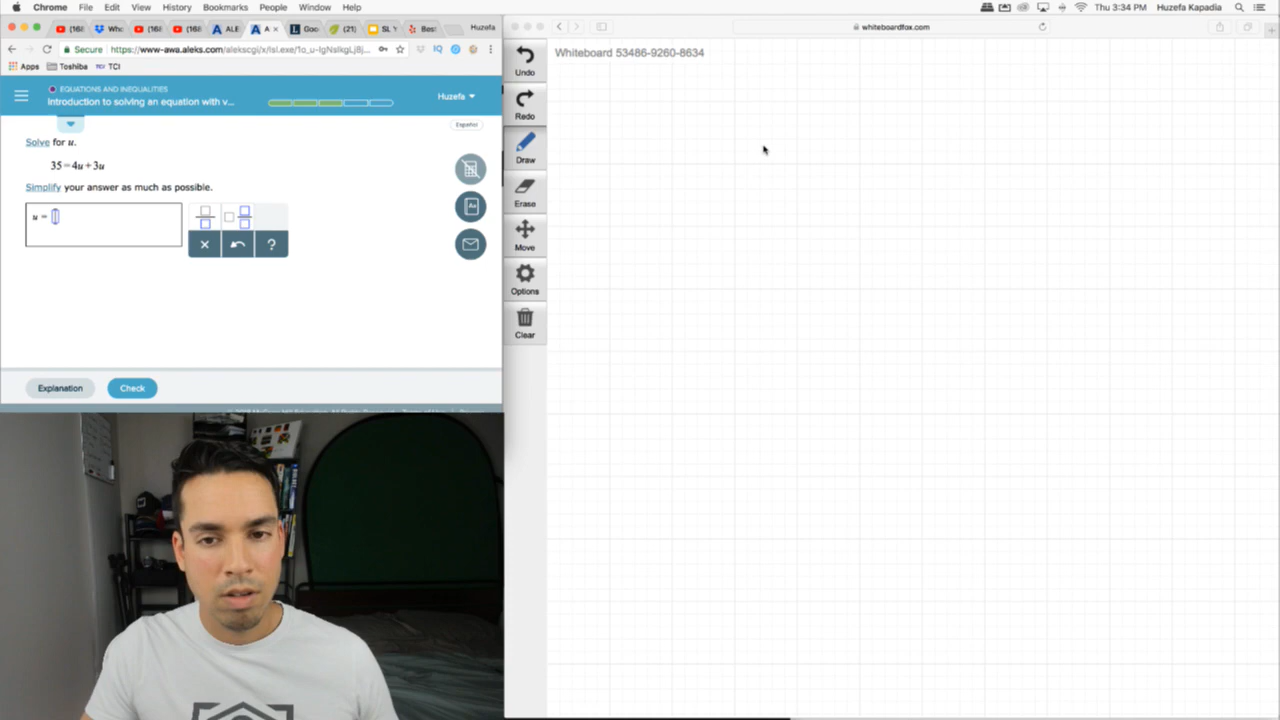 Chrome File Edit View History Bookmarks People Window Help
Thu 3:34 PM Huzefa Kapadia
Huzefa
Secure https://www-awa.aleks.com/alekscgi/x/Isl.exe/1o_u-IgNsIkgLj8j...
Apps Toshiba TCI TCI
EQUATIONS AND INEQUALITIES
Introduction to solving an equation with v...
Huzefa
Español
Solve for u.
35=4u+3u
Simplify your answer as much as possible.
u =
?
Explanation Check
whiteboardfox.com
Whiteboard 53486-9260-8634
Undo
Redo
Draw
Erase
Move
Options
Clear